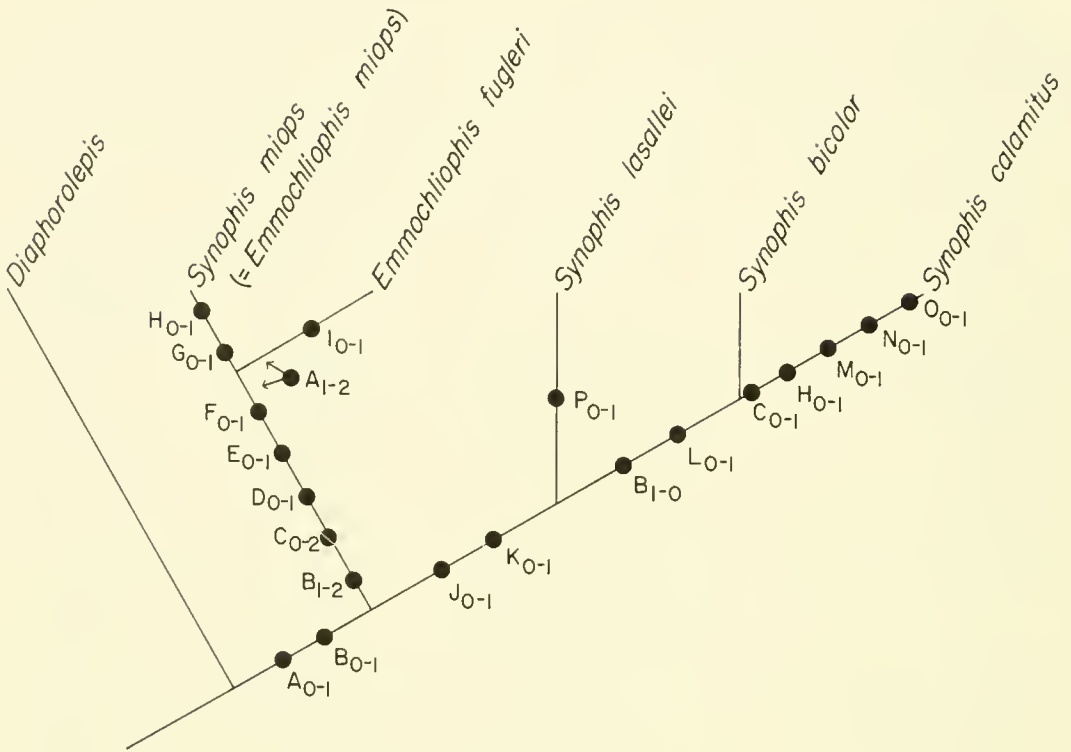 Diaphorolepis
Synophis miops
(=Emmochliophis miops)
Emmochliophis fugleri
Synophis lasallei
Synophis bicolor
Synophis calamitus
H0-1
G0-1
I0-1
A1-2
F0-1
E0-1
D0-1
C0-2
B1-2
P0-1
O0-1
N0-1
M0-1
H0-1
C0-1
L0-1
B1-0
K0-1
J0-1
B0-1
A0-1